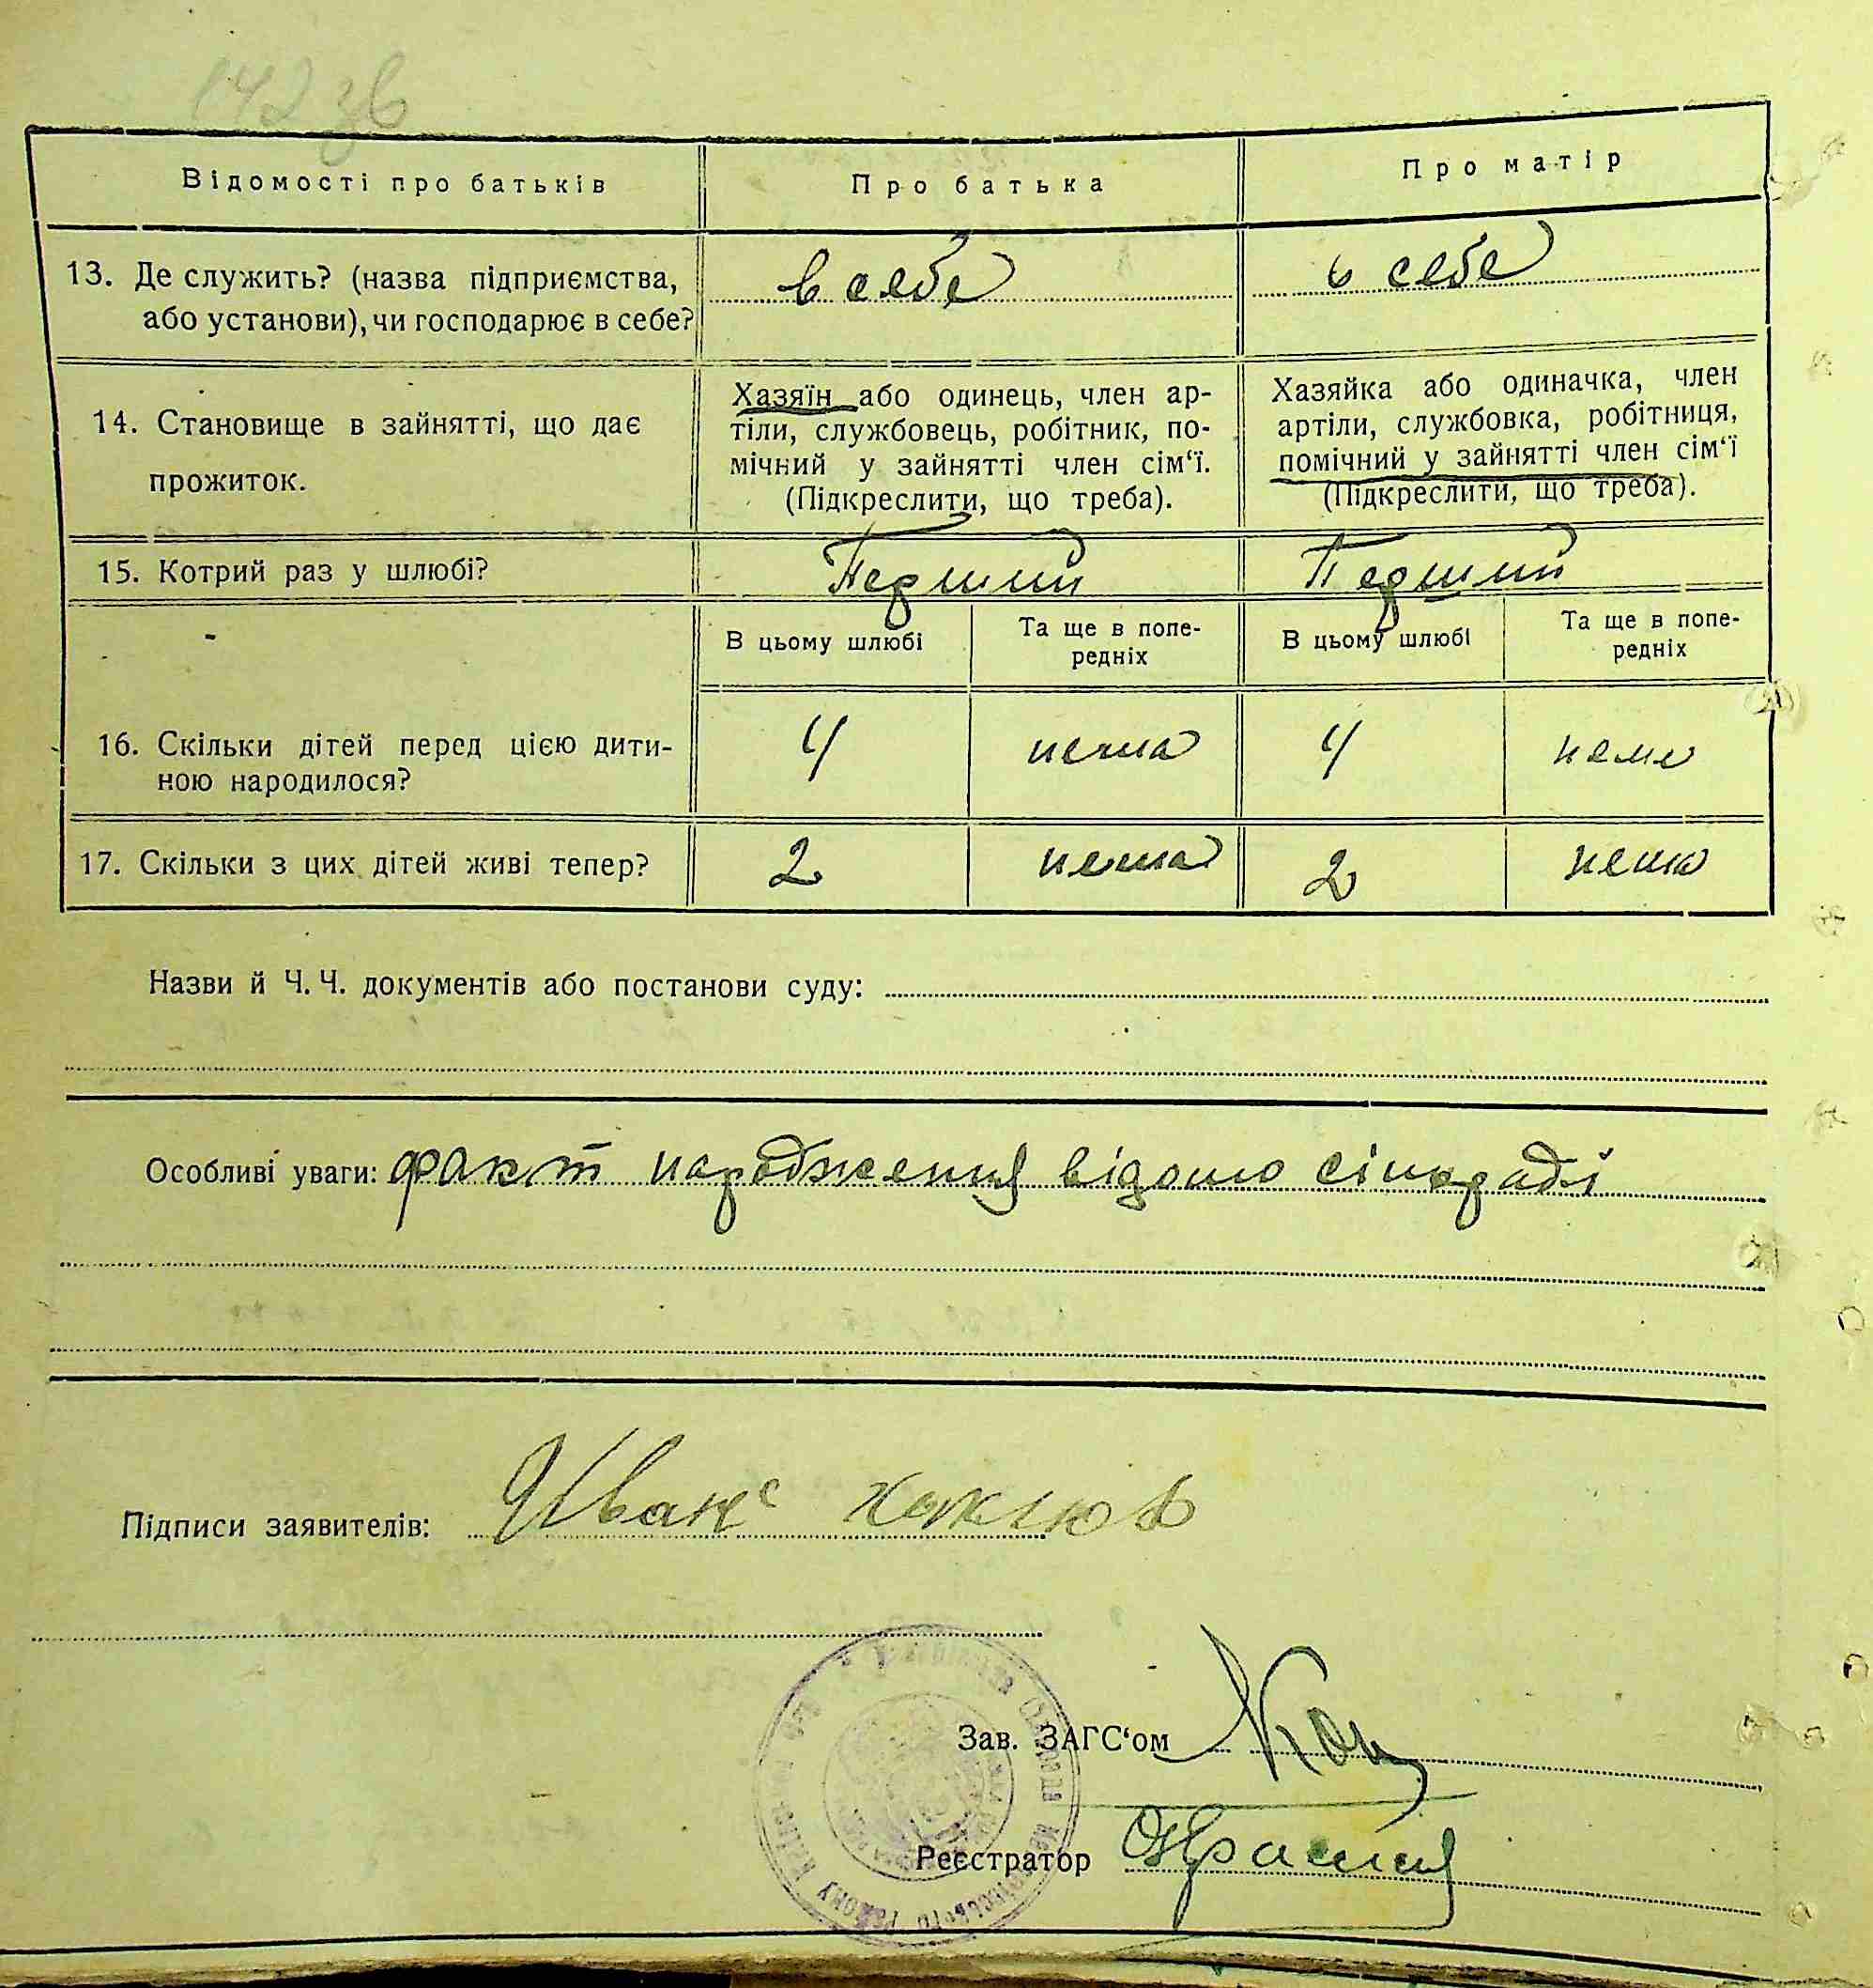 142 зв
Відомості про батьків
Про батька
Про матір
13. Де служить? (назва підприємства,
або установи), чи господарює в себе?
в себе
в себе
14. Становище в зайнятті, що дає
прожиток.
Хазяїн або одинець, член ар-
тіли, службовець, робітник, по-
мічний у зайнятті член сім‘ї.
(Підкреслити, що треба).
Хазяйка або одиначка, член
артіли, службовка, робітниця,
помічний у зайнятті член сім‘ї
(Підкреслити, що треба).
15. Котрий раз у шлюбі?
Перший
Перший
В цьому шлюбі
Та ще в попе-
редніх
В цьому шлюбі
Та ще в попе-
редніх
16. Скільки дітей перед цією дити-
ною народилося?
4
нема
4
нема
17. Скільки з цих дітей живі тепер?
2
нема
2
нема
Назви й Ч. Ч. документів або постанови суду:
Особливі уваги: факт народження відомо сільраді
Підписи заявителів: Иван
Зав. ЗАГС‘ом
Реєстратор